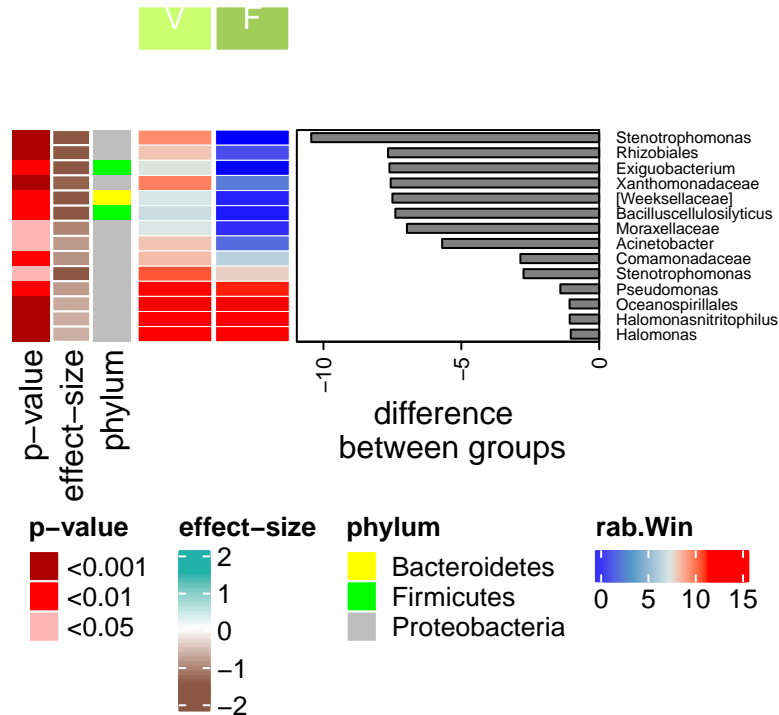 V F
Stenotrophomonas
Rhizobiales
Exiguobacterium
Xanthomonadaceae
[Weeksellaceae]
Bacilluscellulosilyticus
Moraxellaceae
Acinetobacter
Comamonadaceae
Stenotrophomonas
Pseudomonas
Oceanospirillales
Halomonasnitritophilus
Halomonas
p−value
effect−size
phylum
−10
−5
0
difference
between groups
p−value
<0.001
<0.01
<0.05
effect−size
2
1
0
−1
−2
phylum
Bacteroidetes
Firmicutes
Proteobacteria
rab.Win
0 5 10 15